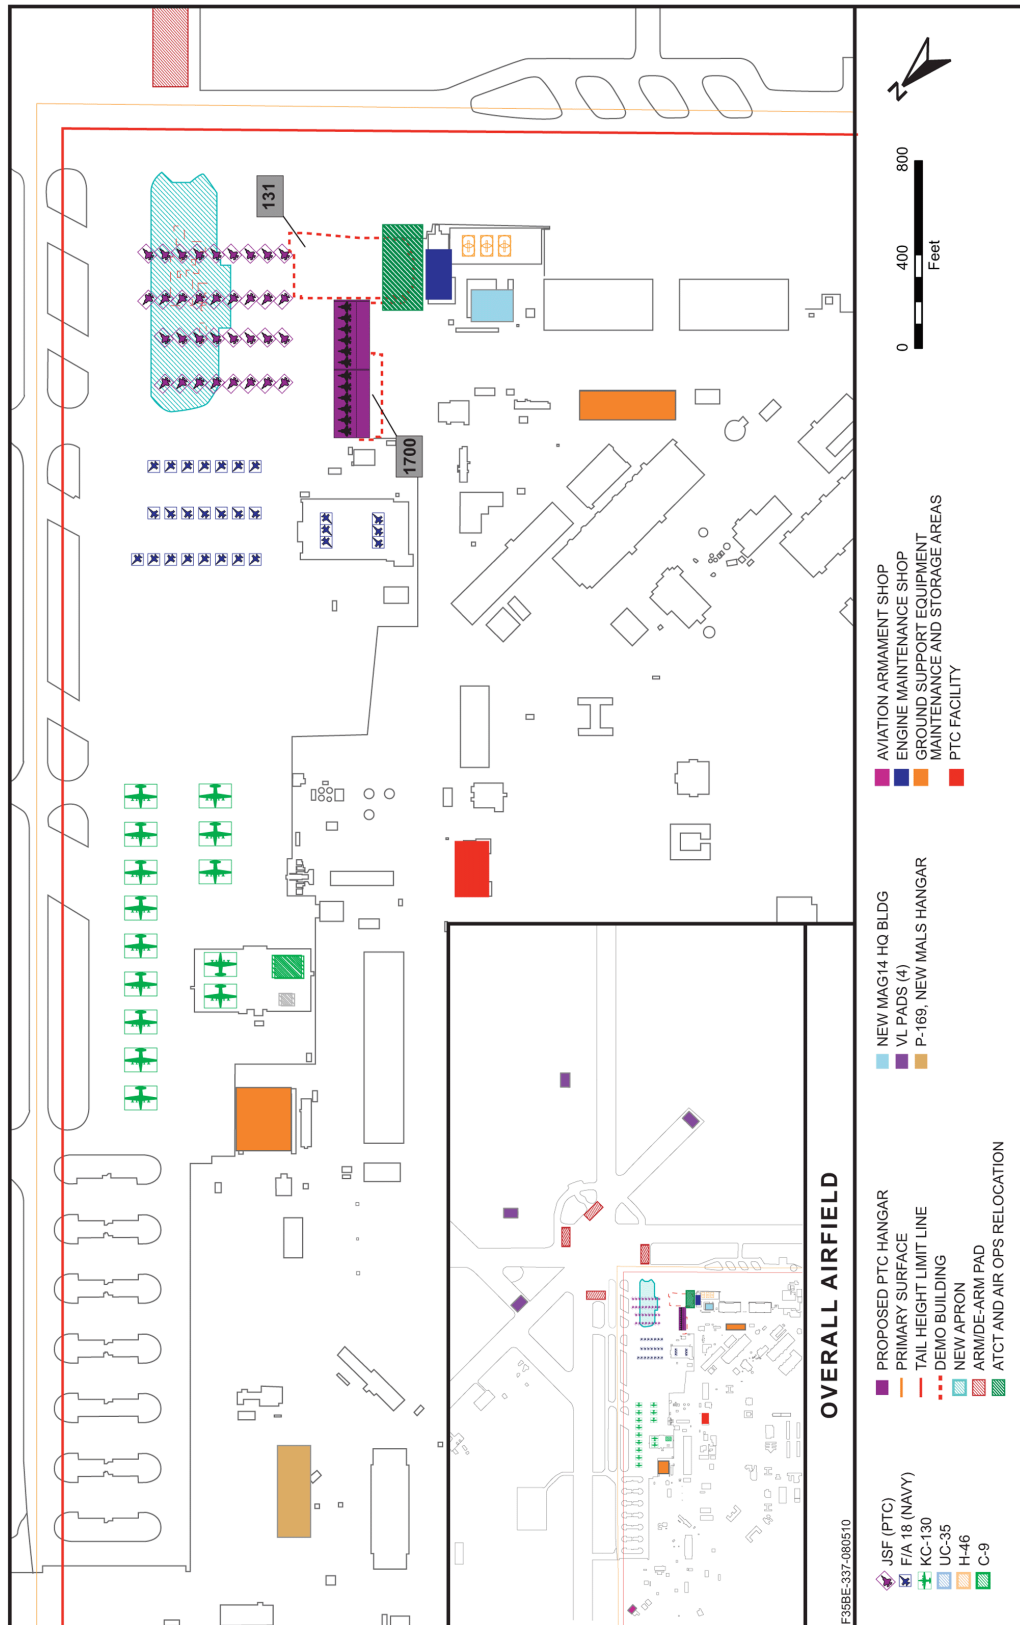 131
1700
N
0 400 800
Feet
OVERALL AIRFIELD
F35BE-337-080510
JSF (PTC)
F/A 18 (NAVY)
KC-130
UC-35
H-46
C-9
PROPOSED PTC HANGAR
PRIMARY SURFACE
TAIL HEIGHT LIMIT LINE
DEMO BUILDING
NEW APRON
ARM/DE-ARM PAD
ATCT AND AIR OPS RELOCATION
NEW MAG14 HQ BLDG
VL PADS (4)
P-169, NEW MALS HANGAR
AVIATION ARMAMENT SHOP
ENGINE MAINTENANCE SHOP
GROUND SUPPORT EQUIPMENT
MAINTENANCE AND STORAGE AREAS
PTC FACILITY